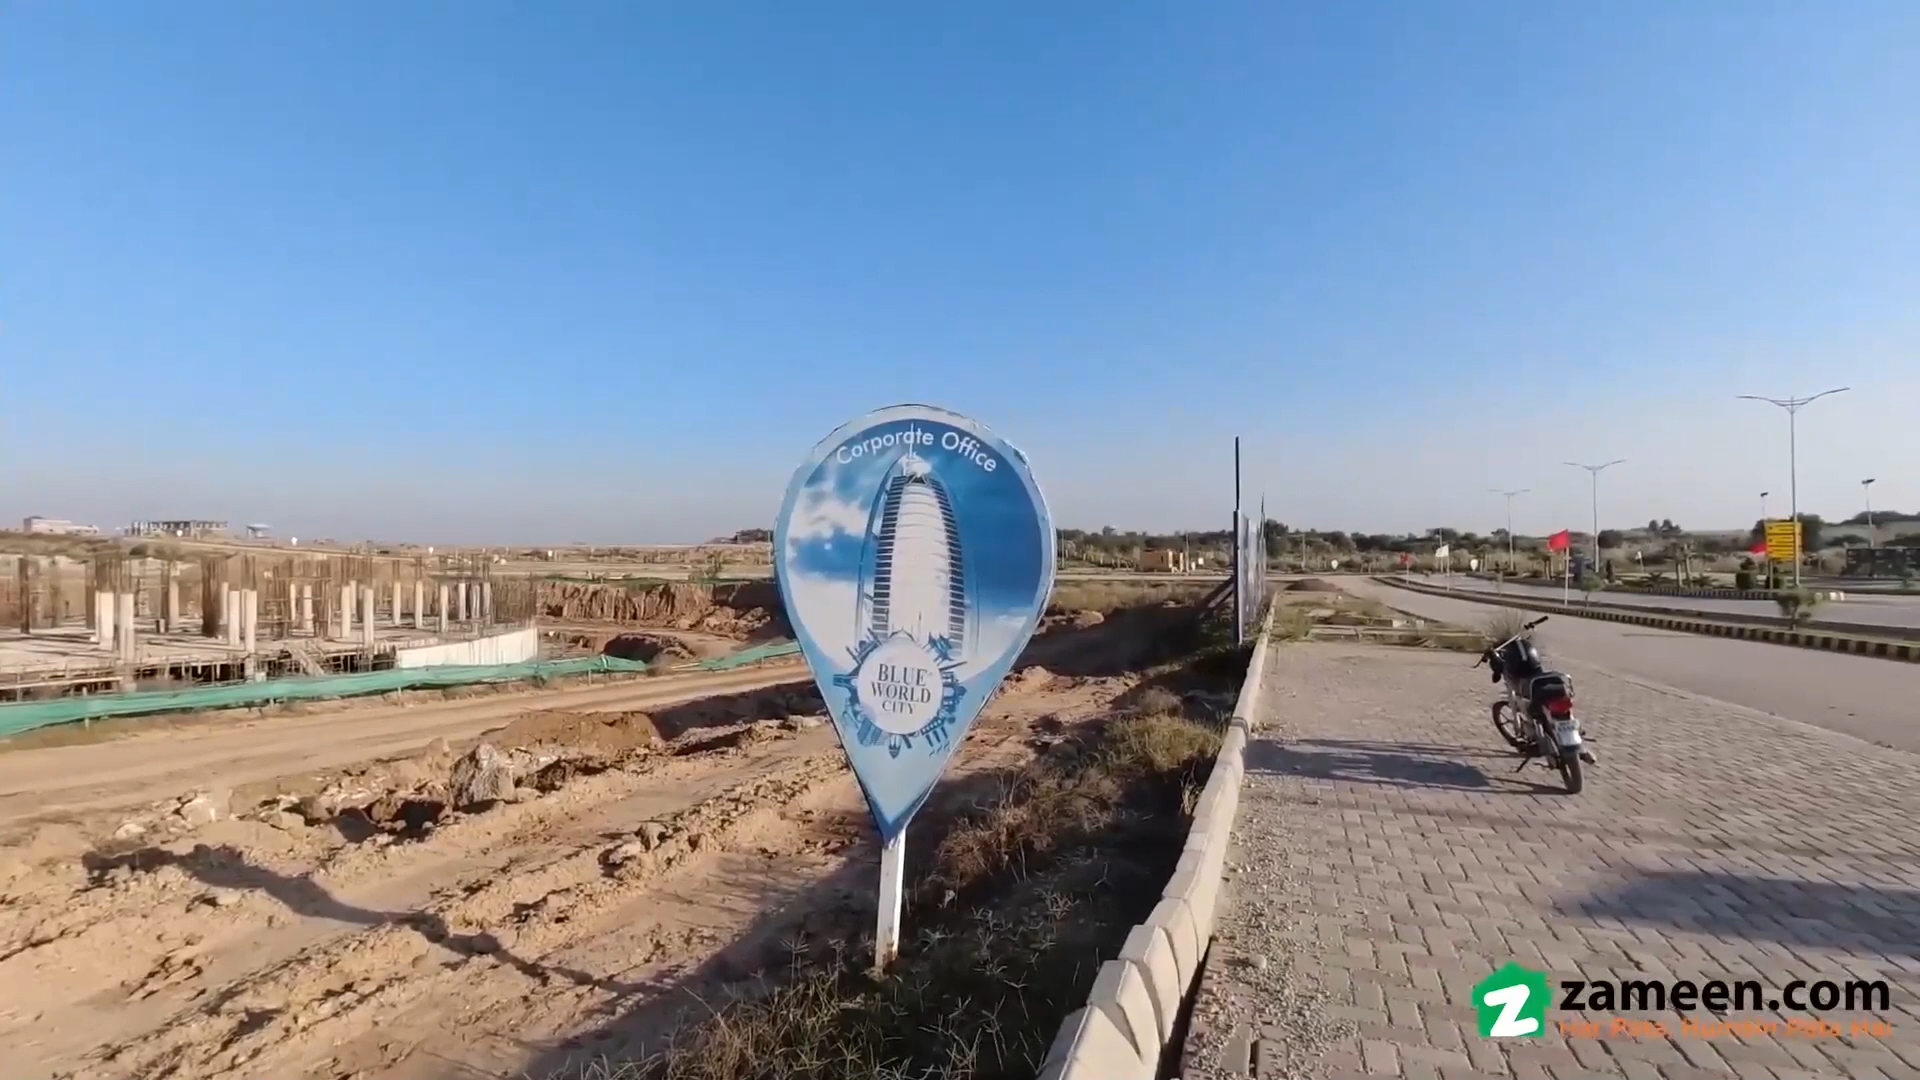 Corporate Office
BLUE
WORLD
CITY
zameen.com
Har Pata, Humein Pata Hai